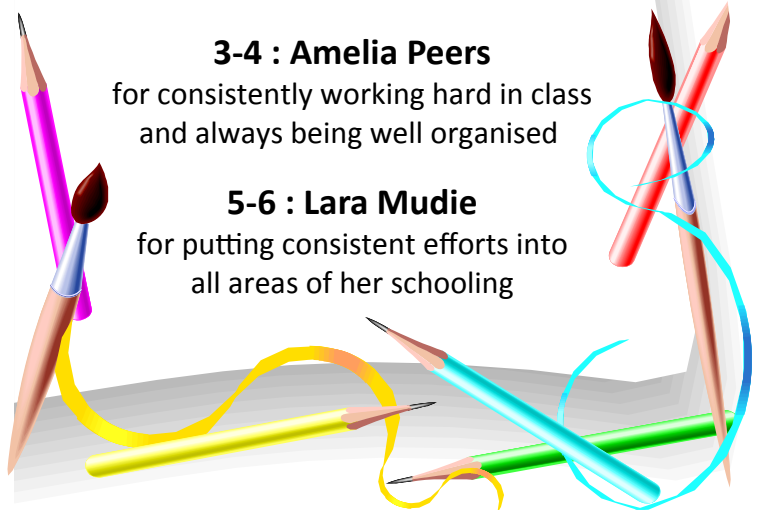 3-4 : Amelia Peers
for consistently working hard in class
and always being well organised
5-6 : Lara Mudie
for putting consistent efforts into
all areas of her schooling